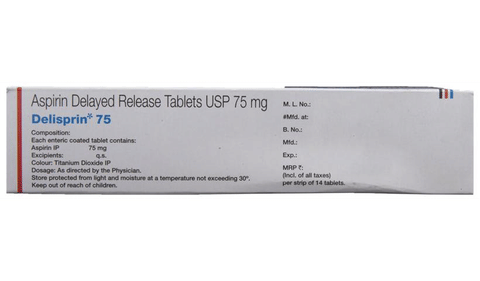 Aspirin Delayed Release Tablets USP 75 mg
Delisprin* 75
Composition:
Each enteric coated tablet contains:
Aspirin IP 75 mg
Excipients: q.s.
Colour: Titanium Dioxide IP
Dosage: As directed by the Physician.
Store protected from light and moisture at a temperature not exceeding 30°.
Keep out of reach of children.
M. L. No.:
#Mfd. at:
B. No.:
Mfd.:
Exp.:
MRP ₹:
(Incl. of all taxes)
per strip of 14 tablets.